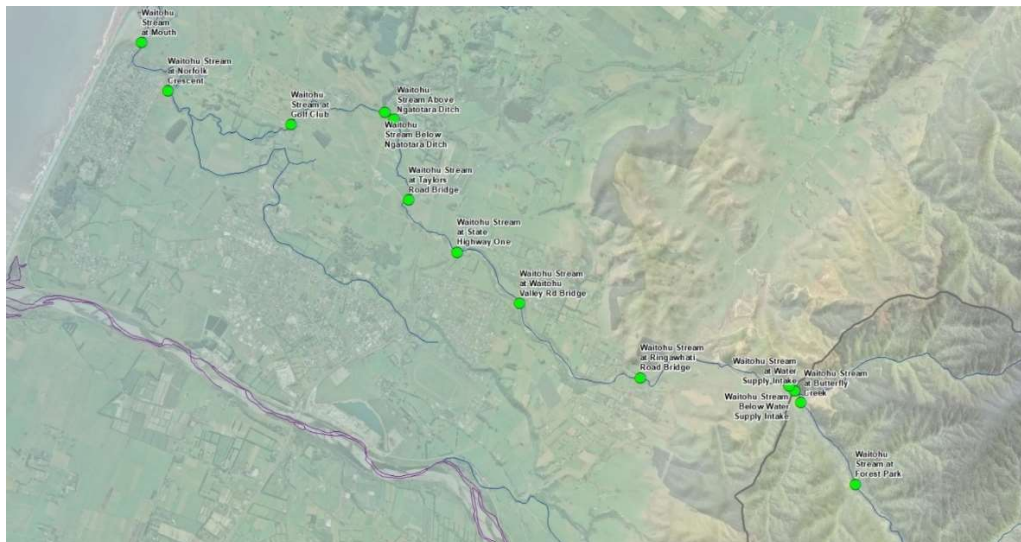 Waitohu
Stream
at Mouth
Waitohu Stream
at Norfolk
Crescent
Waitohu
Stream at
Golf Club
Waitohu
Stream Above
Ngatotara Ditch
Waitohu
Stream Below
Ngatotara Ditch
Waitohu Stream
at Taylors
Road Bridge
Waitohu Stream
at State
Highway One
Waitohu Stream
at Waitohu
Valley Rd Bridge
Waitohu Stream
at Ringawhati
Road Bridge
Waitohu Stream
at Water
Supply Intake
Waitohu Stream
at Butterfly
Creek
Waitohu Stream
Below Water
Supply Intake
Waitohu
Stream at
Forest Park